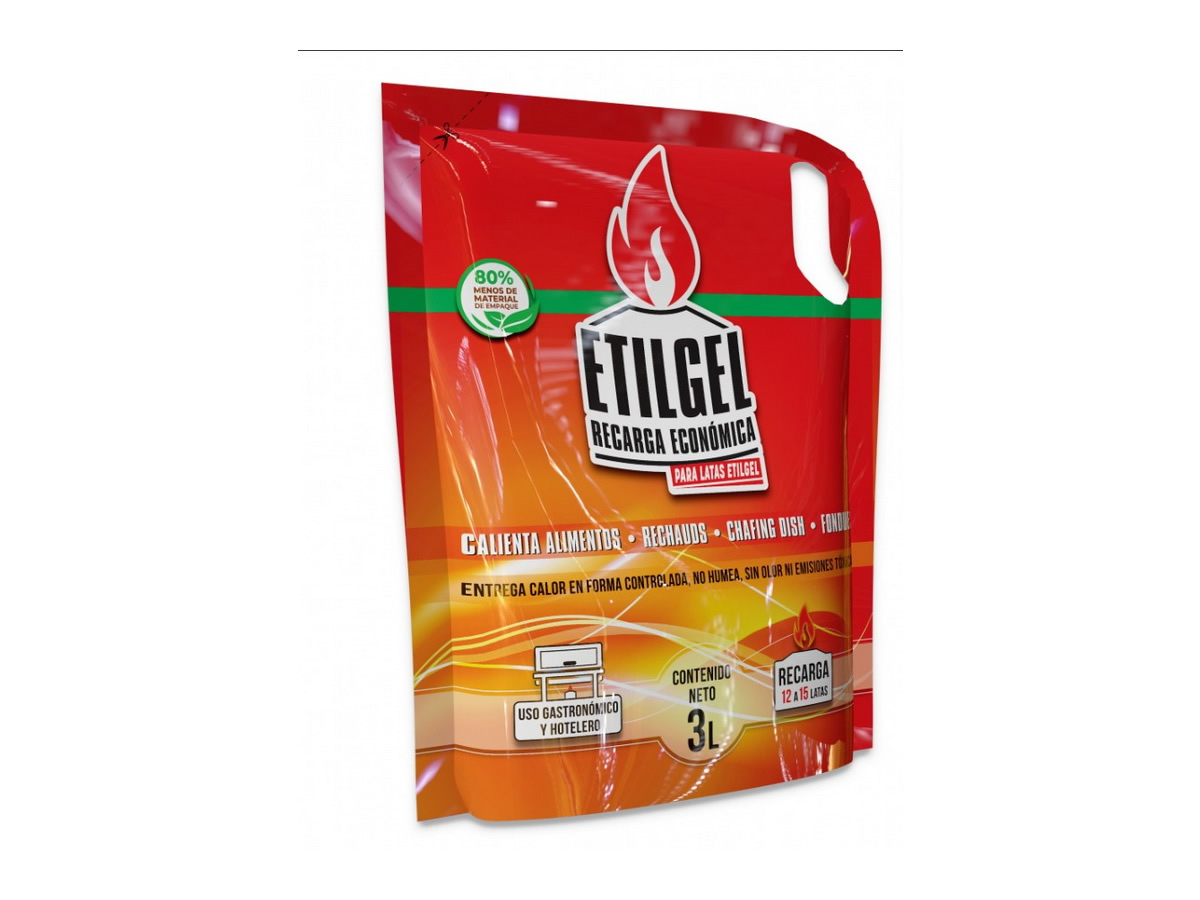 80%
MENOS DE
MATERIAL
DE EMPAQUE
ETILGEL
RECARGA ECONÓMICA
PARA LATAS ETILGEL
CALIENTA ALIMENTOS • RECHAUDS • CHAFING DISH •
ENTREGA CALOR EN FORMA CONTROLADA, NO HUMEA, SIN OLOR NI EMISIONES
USO GASTRONÓMICO
Y HOTELERO
CONTENIDO
NETO
3L
RECARGA
12 A 15 LATAS